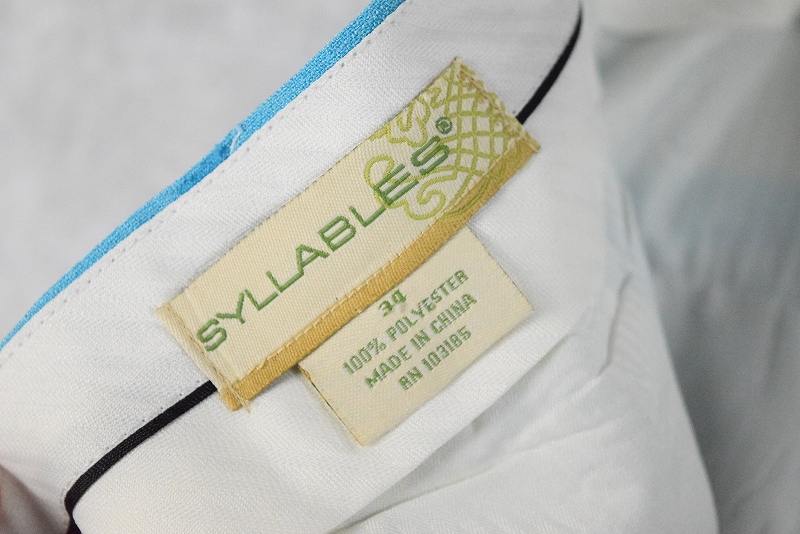 SYLLABLES®
34
100% POLYESTER
MADE IN CHINA
RN 103185